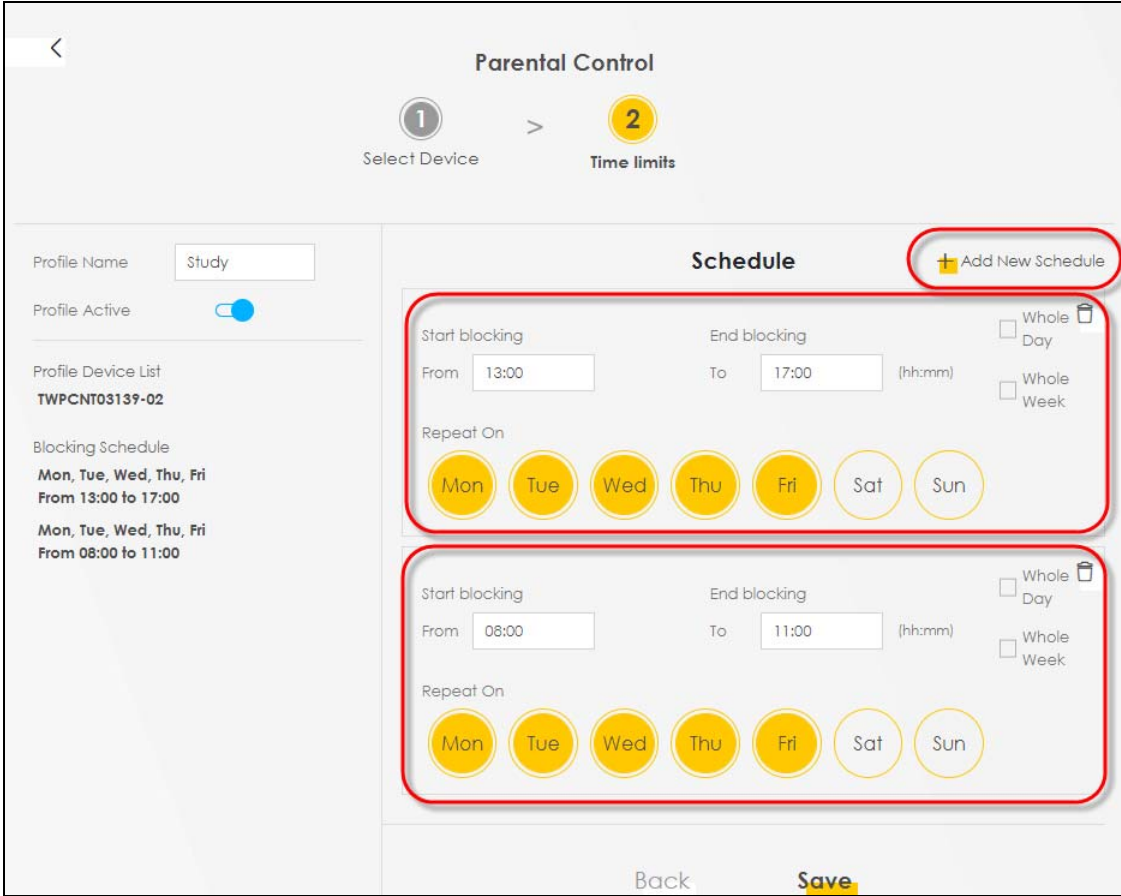 Parental Control
1
>
2
Select Device
Time limits
Profile Name
Study
Profile Active
Profile Device List
TWPCNT03139-02
Blocking Schedule
Mon, Tue, Wed, Thu, Fri
From 13:00 to 17:00
Mon, Tue, Wed, Thu, Fri
From 08:00 to 11:00
Schedule
+ Add New Schedule
Start blocking
End blocking
Whole
Day
From 13:00
To 17:00 (hh:mm)
Whole
Week
Repeat On
Mon Tue Wed Thu Fri Sat Sun
Start blocking
End blocking
Whole
Day
From 08:00
To 11:00 (hh:mm)
Whole
Week
Repeat On
Mon Tue Wed Thu Fri Sat Sun
Back Save